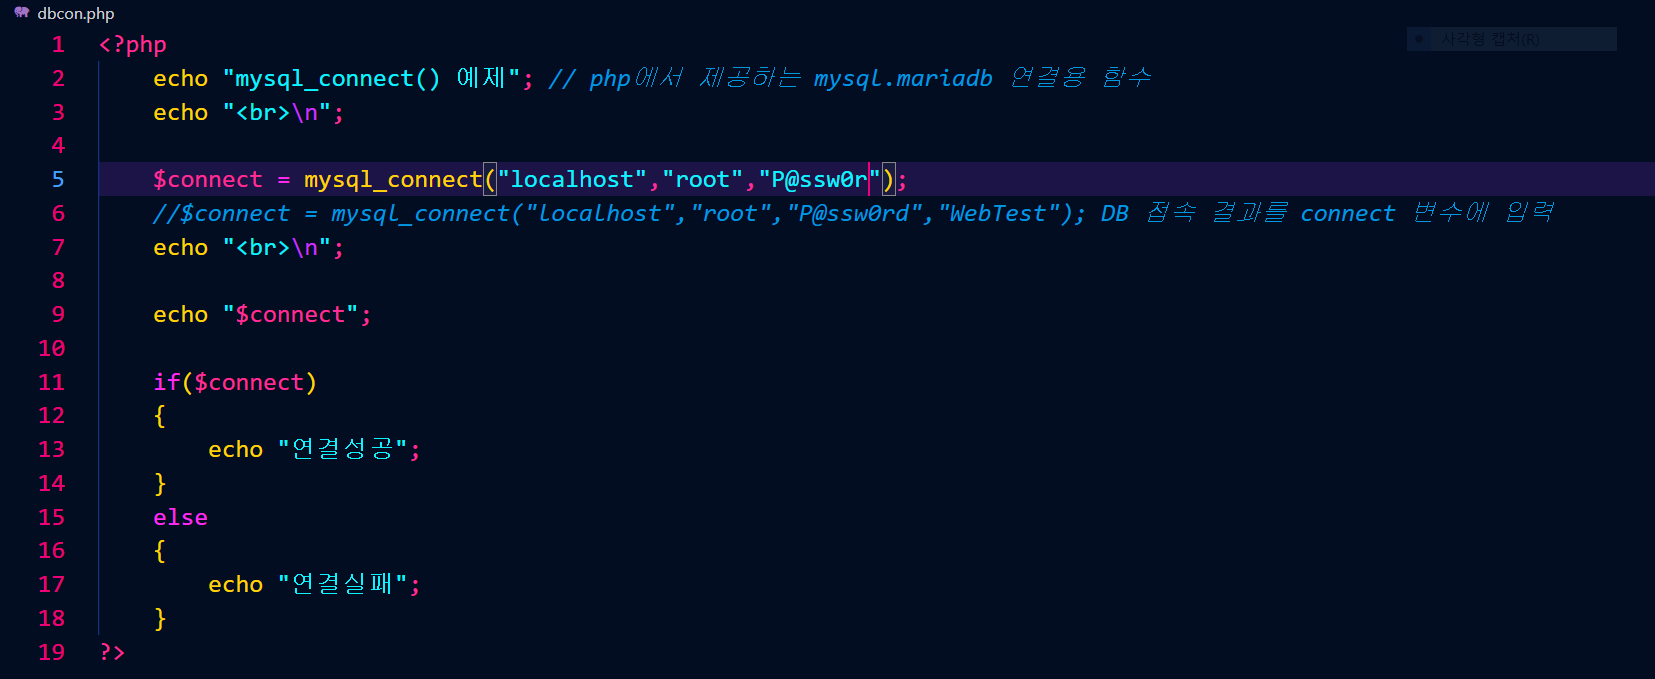 dbcon.php
사각형 캡처(R)
1 <?php
2 echo "mysql_connect() 예제"; // php에서 제공하는 mysql.mariadb 연결용 함수
3 echo "<br>\n";
4
5 $connect = mysql_connect("localhost","root","P@ssw0r");
6 //$connect = mysql_connect("localhost","root","P@ssw0rd","WebTest"); DB 접속 결과를 connect 변수에 입력
7 echo "<br>\n";
8
9 echo "$connect";
10
11 if($connect)
12 {
13 echo "연결성공";
14 }
15 else
16 {
17 echo "연결실패";
18 }
19 ?>